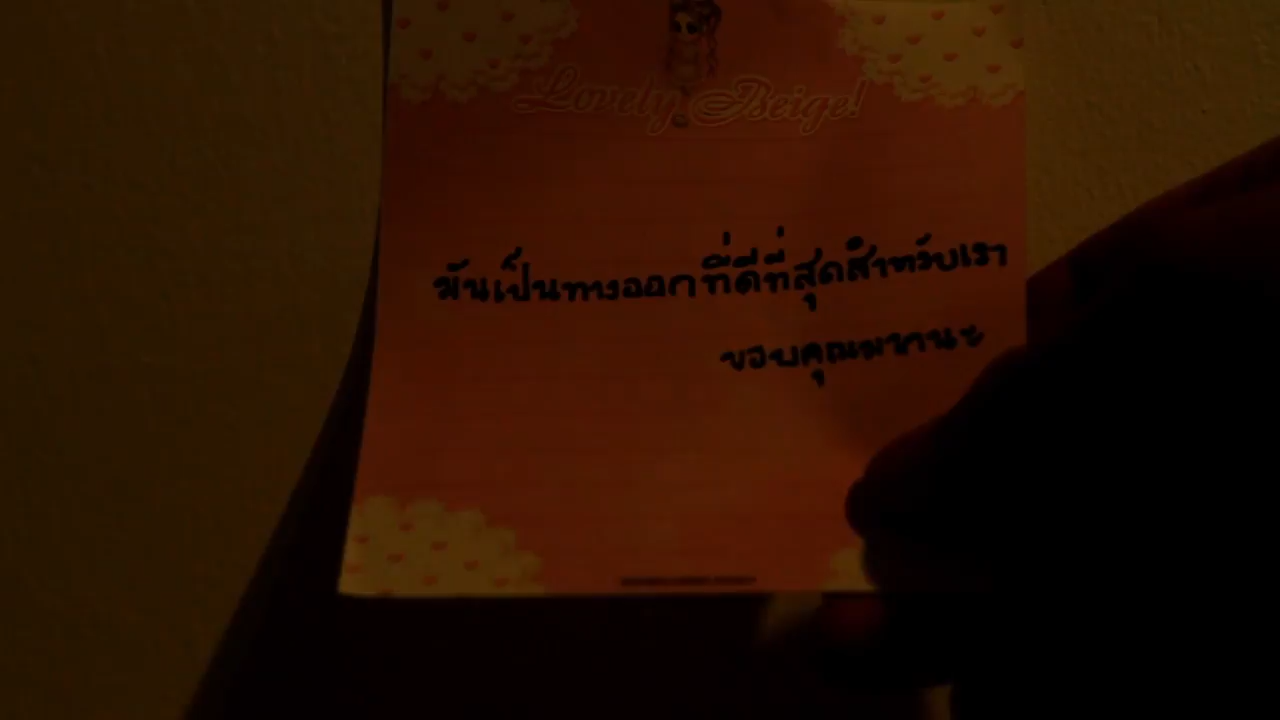 Lovely Beige!
มันเป็นทางออกที่ดีที่สุดสำหรับเรา
ขอบคุณมากนะ